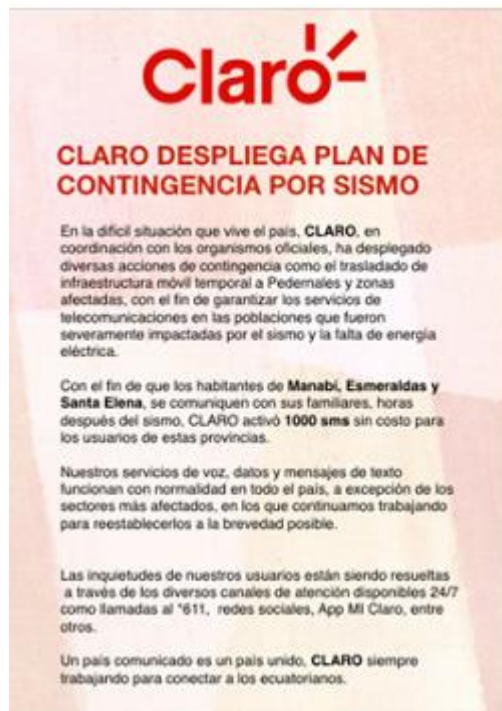 Claro
CLARO DESPLIEGA PLAN DE
CONTINGENCIA POR SISMO
En la difícil situación que vive el país, CLARO, en
coordinación con los organismos oficiales, ha desplegado
diversas acciones de contingencia como el trasladado de
infraestructura móvil temporal a Pedernales y zonas
afectadas, con el fin de garantizar los servicios de
telecomunicaciones en las poblaciones que fueron
severamente impactadas por el sismo y la falta de energía
eléctrica.
Con el fin de que los habitantes de Manabí, Esmeraldas y
Santa Elena, se comuniquen con sus familiares, horas
después del sismo, CLARO activó 1000 sms sin costo para
los usuarios de estas provincias.
Nuestros servicios de voz, datos y mensajes de texto
funcionan con normalidad en todo el país, a excepción de los
sectores más afectados, en los que continuamos trabajando
para reestablecerlos a la brevedad posible.
Las inquietudes de nuestros usuarios están siendo resueltas
a través de los diversos canales de atención disponibles 24/7
como llamadas al *611, redes sociales, App MI Claro, entre
otros.
Un país comunicado es un país unido, CLARO siempre
trabajando para conectar a los ecuatorianos.